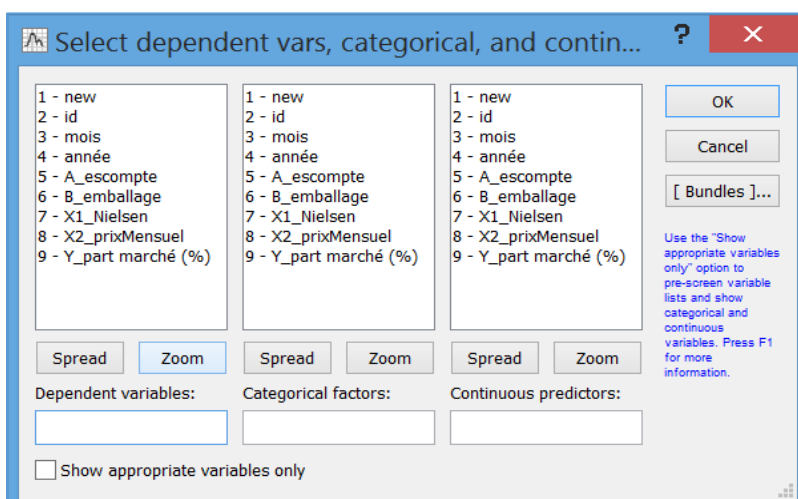 Select dependent vars, categorical, and contin...
?
1 - new
2 - id
3 - mois
4 - année
5 - A_escompte
6 - B_emballage
7 - X1_Nielsen
8 - X2_prixMensuel
9 - Y_part marché (%)
Spread Zoom
Dependent variables:
1 - new
2 - id
3 - mois
4 - année
5 - A_escompte
6 - B_emballage
7 - X1_Nielsen
8 - X2_prixMensuel
9 - Y_part marché (%)
Spread Zoom
Categorical factors:
1 - new
2 - id
3 - mois
4 - année
5 - A_escompte
6 - B_emballage
7 - X1_Nielsen
8 - X2_prixMensuel
9 - Y_part marché (%)
Spread Zoom
Continuous predictors:
OK
Cancel
[ Bundles ]...
Use the "Show
appropriate variables
only" option to
pre-screen variable
lists and show
categorical and
continuous
variables. Press F1
for more
information.
Show appropriate variables only